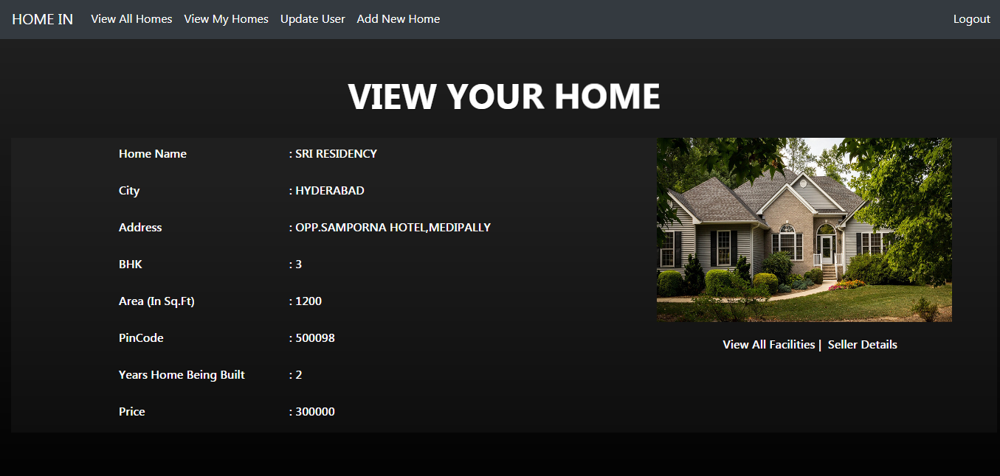 HOME IN View All Homes View My Homes Update User Add New Home Logout
VIEW YOUR HOME
Home Name : SRI RESIDENCY
City : HYDERABAD
Address : OPP.SAMPORNA HOTEL,MEDIPALLY
BHK : 3
Area (In Sq.Ft) : 1200
PinCode : 500098
View All Facilities | Seller Details
Years Home Being Built : 2
Price : 300000